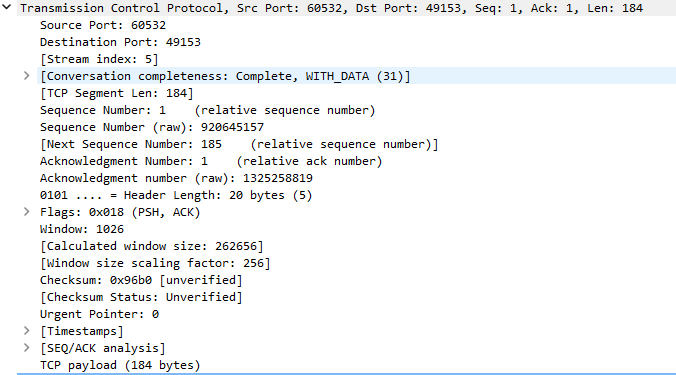 Transmission Control Protocol, Src Port: 60532, Dst Port: 49153, Seq: 1, Ack: 1, Len: 184
Source Port: 60532
Destination Port: 49153
[Stream index: 5]
[Conversation completeness: Complete, WITH_DATA (31)]
[TCP Segment Len: 184]
Sequence Number: 1    (relative sequence number)
Sequence Number (raw): 920645157
[Next Sequence Number: 185    (relative sequence number)]
Acknowledgment Number: 1    (relative ack number)
Acknowledgment number (raw): 1325258819
0101 .... = Header Length: 20 bytes (5)
Flags: 0x018 (PSH, ACK)
Window: 1026
[Calculated window size: 262656]
[Window size scaling factor: 256]
Checksum: 0x96b0 [unverified]
[Checksum Status: Unverified]
Urgent Pointer: 0
[Timestamps]
[SEQ/ACK analysis]
TCP payload (184 bytes)